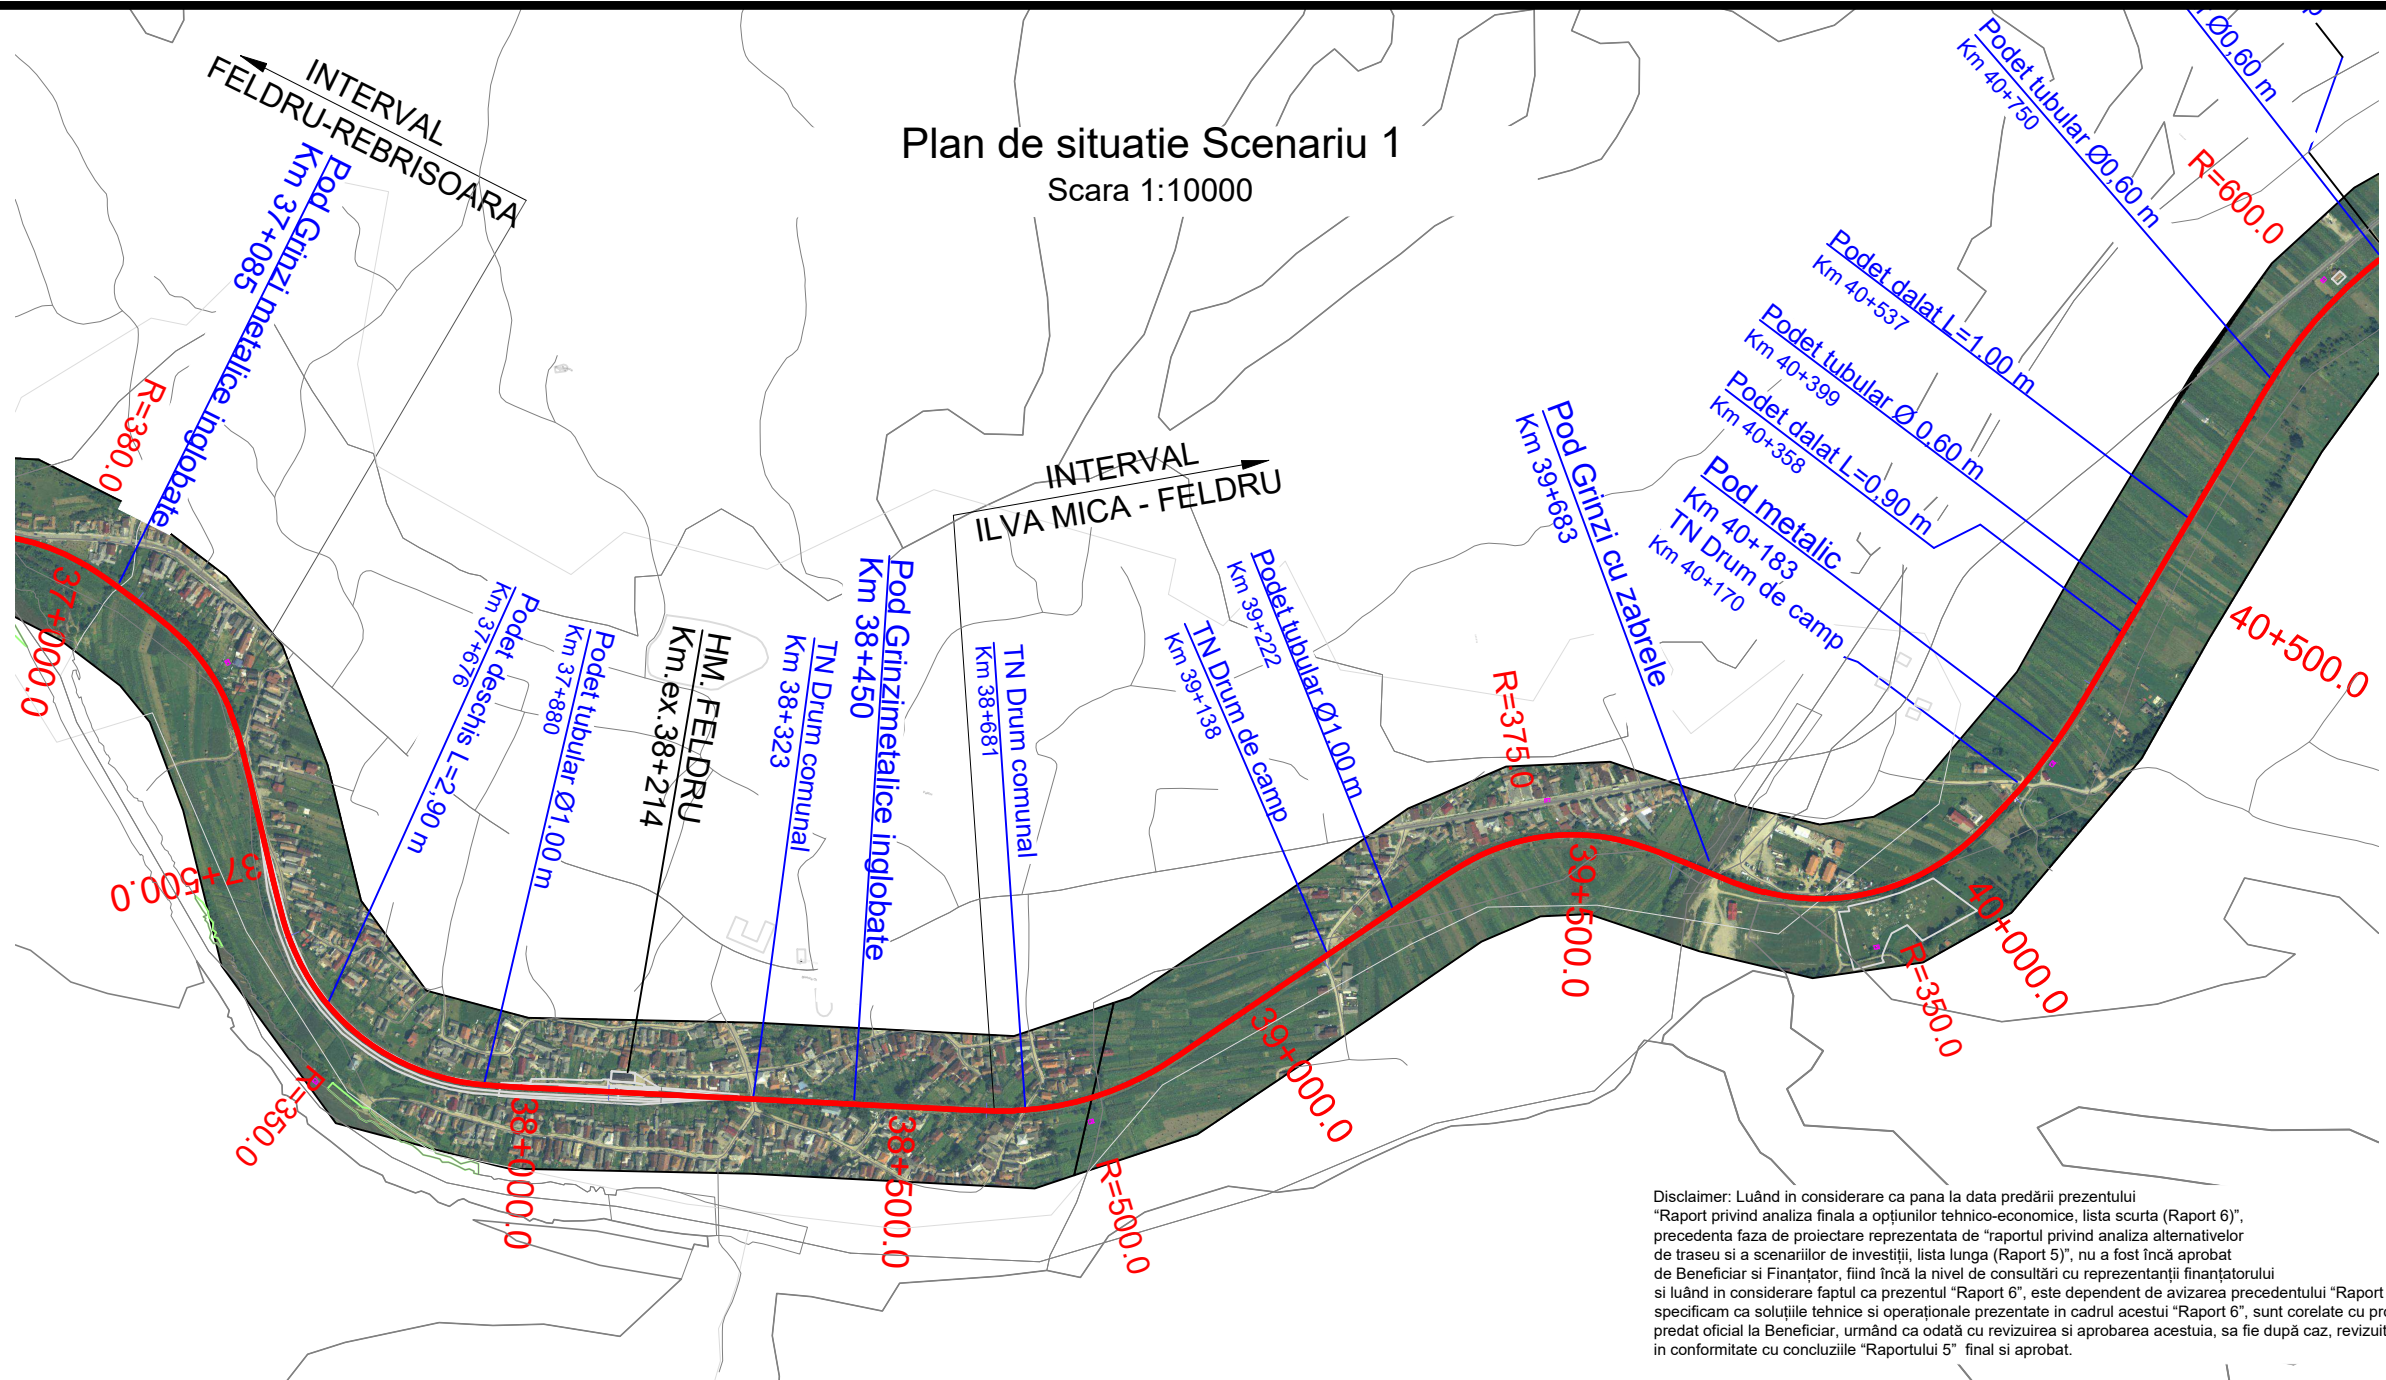 Plan de situatie Scenariu 1
Scara 1:10000
INTERVAL
FELDRU-REBRISOARA
Pod Grinzi metalice inglobate
Km 37+085
R=380.0
37+000.0
37+500.0
Podet deschis L=2,90 m
Km 37+676
Podet tubular Ø1.00 m
Km 37+880
HM. FELDRU
Km.ex.38+214
TN Drum comunal
Km 38+323
Pod Grinzimetalice inglobate
Km 38+450
INTERVAL
ILVA MICA - FELDRU
TN Drum comunal
Km 38+681
TN Drum de camp
Km 39+138
Podet tubular Ø1.00 m
Km 39+222
R=350.0
38+000.0
38+500.0
R=500.0
39+000.0
R=375.0
39+500.0
Pod Grinzi cu zabrele
Km 39+683
Pod metalic
Km 40+183
TN Drum de camp
Km 40+170
Podet dalat L=0,90 m
Km 40+358
Podet tubular Ø 0,60 m
Km 40+399
Podet dalat L=1.00 m
Km 40+537
Podet tubular Ø0,60 m
Km 40+750
Ø0,60 m
R=600.0
40+500.0
40+000.0
R=350.0
Disclaimer: Luând in considerare ca pana la data predării prezentului
“Raport privind analiza finala a opțiunilor tehnico-economice, lista scurta (Raport 6)”,
precedenta faza de proiectare reprezentata de “raportul privind analiza alternativelor
de traseu si a scenariilor de investiții, lista lunga (Raport 5)”, nu a fost încă aprobat
de Beneficiar si Finanțator, fiind încă la nivel de consultări cu reprezentanții finanțatorului
si luând in considerare faptul ca prezentul “Raport 6”, este dependent de avizarea precedentului “Raport
specificam ca soluțiile tehnice si operaționale prezentate in cadrul acestui “Raport 6”, sunt corelate cu
predat oficial la Beneficiar, urmând ca odată cu revizuirea si aprobarea acestuia, sa fie după caz,
in conformitate cu concluziile “Raportului 5” final si aprobat.